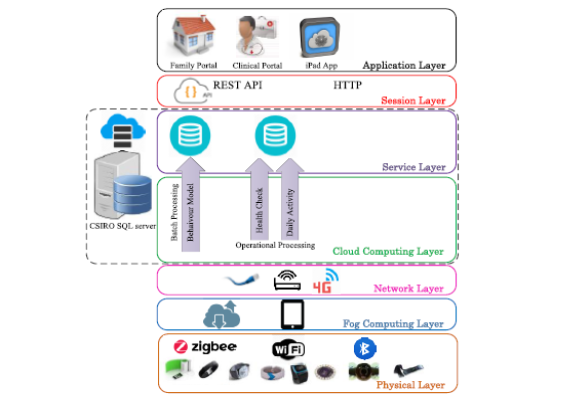 Family Portal
Clinical Portal
iPad App
Application Layer
{ }
API
REST API
HTTP
Session Layer
Service Layer
CSIRO SQL server
Batch Processing
Behaivour Model
Health Check
Daily Activity
Operational Processing
Cloud Computing Layer
4G
Network Layer
Fog Computing Layer
zigbee
WiFi
Physical Layer